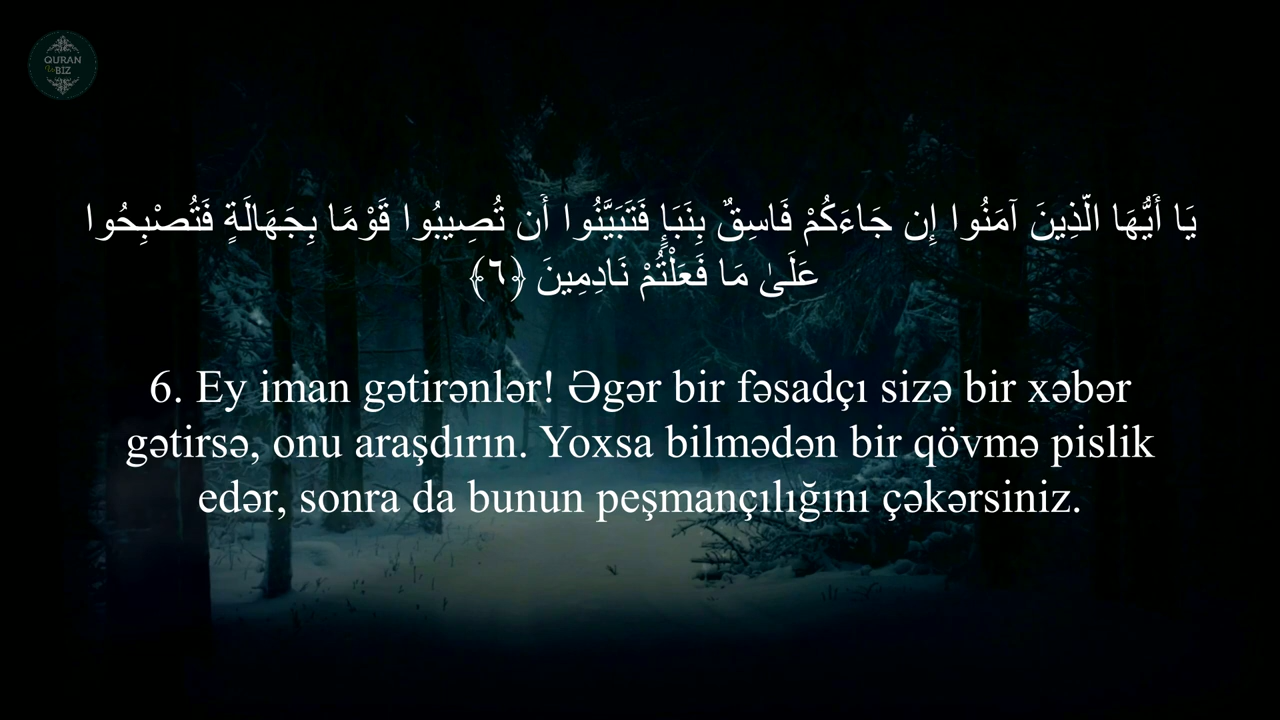 QURAN
Və
BİZ
يَا أَيُّهَا الَّذِينَ آمَنُوا إِن جَاءَكُمْ فَاسِقٌ بِنَبَإٍ فَتَبَيَّنُوا أَن تُصِيبُوا قَوْمًا بِجَهَالَةٍ فَتُصْبِحُوا
عَلَىٰ مَا فَعَلْتُمْ نَادِمِينَ ﴿٦﴾
6. Ey iman gətirənlər! Əgər bir fəsadçı sizə bir xəbər
gətirsə, onu araşdırın. Yoxsa bilmədən bir qövmə pislik
edər, sonra da bunun peşmançılığını çəkərsiniz.